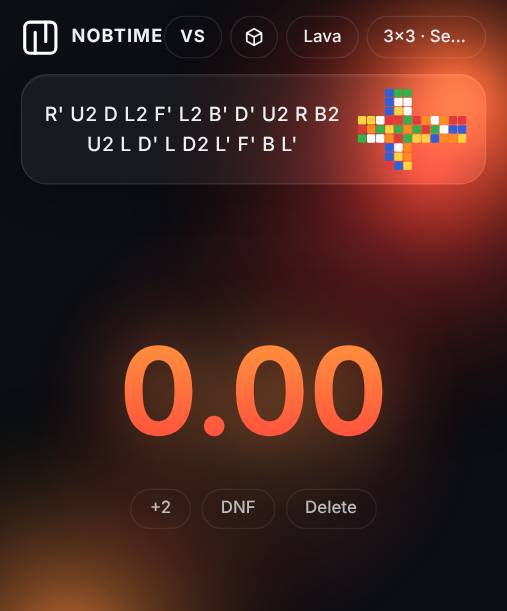 NOBTIME VS Lava 3×3 · Se...
R' U2 D L2 F' L2 B' D' U2 R B2
U2 L D' L D2 L' F' B L'
0.00
+2 DNF Delete